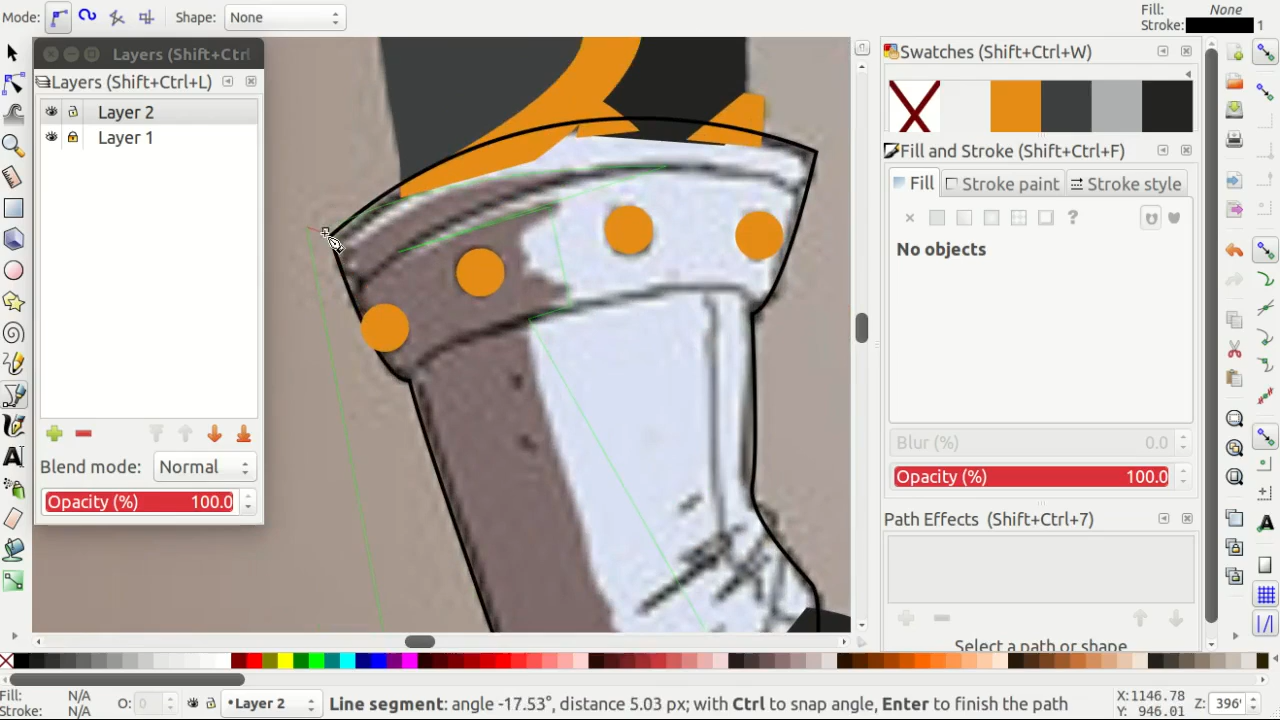 Mode:
Shape: None
Fill: None
Stroke: 1
Layers (Shift+Ctrl
Layers (Shift+Ctrl+L)
Layer 2
Layer 1
Blend mode: Normal
Opacity (%) 100.0
Swatches (Shift+Ctrl+W)
Fill and Stroke (Shift+Ctrl+F)
Fill Stroke paint Stroke style
?
No objects
Blur (%) 0.0
Opacity (%) 100.0
Path Effects (Shift+Ctrl+7)
Select a path or shape
Fill: N/A
Stroke: N/A
O: 0
Layer 2
Line segment: angle -17.53°, distance 5.03 px; with Ctrl to snap angle, Enter to finish the path
X:1146.78
Y: 946.01
Z: 396